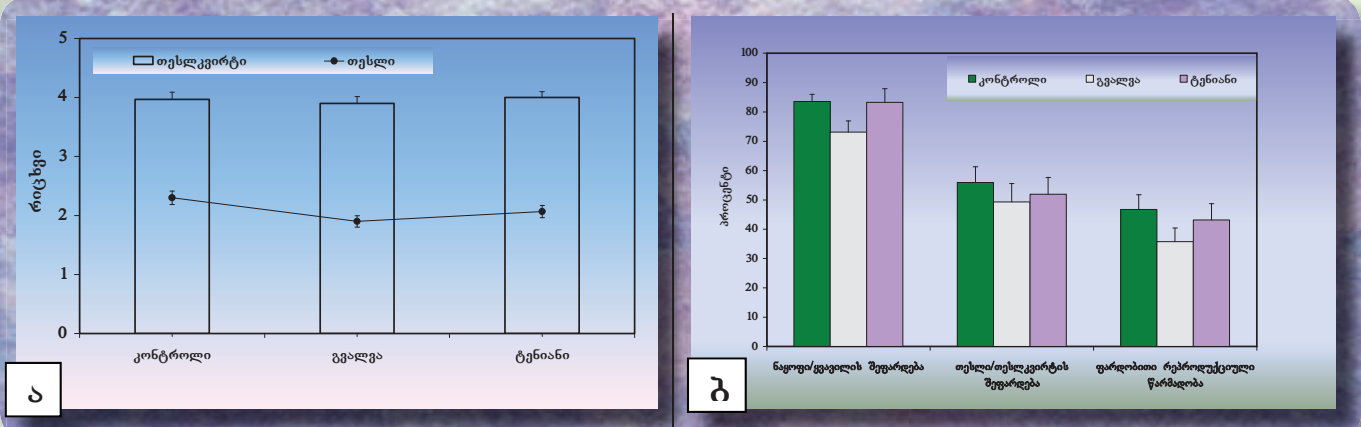 5
4
3
2
1
0
რიცხვი
თესლკვირტი
თესლი
კონტროლი
გვალვა
ტენიანი
ა
100
90
80
70
60
50
40
30
20
10
0
პროცენტი
კონტროლი
გვალვა
ტენიანი
ნაყოფი/ყვავილის შეფარდება
თესლი/თესლკვირტის
შეფარდება
ფარდობითი რეპროდუქციული
წარმადობა
ბ